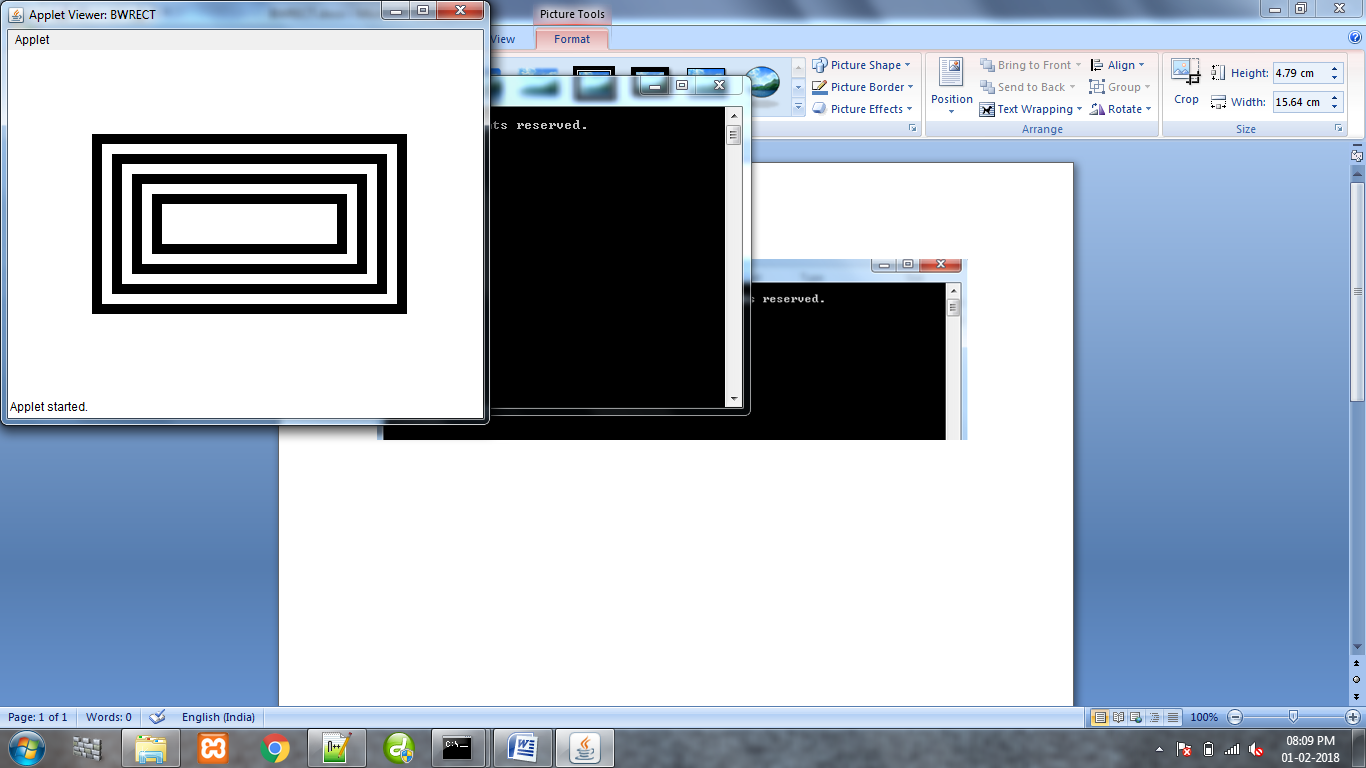 Applet Viewer: BWRECT
Applet
Applet started.
Picture Tools
View
Format
Picture Shape
Picture Border
Picture Effects
Position
Bring to Front
Send to Back
Text Wrapping
Align
Group
Rotate
Arrange
Crop
Height: 4.79 cm
Width: 15.64 cm
Size
ts reserved.
s reserved.
Page: 1 of 1
Words: 0
English (India)
100%
C:\_
08:09 PM
01-02-2018